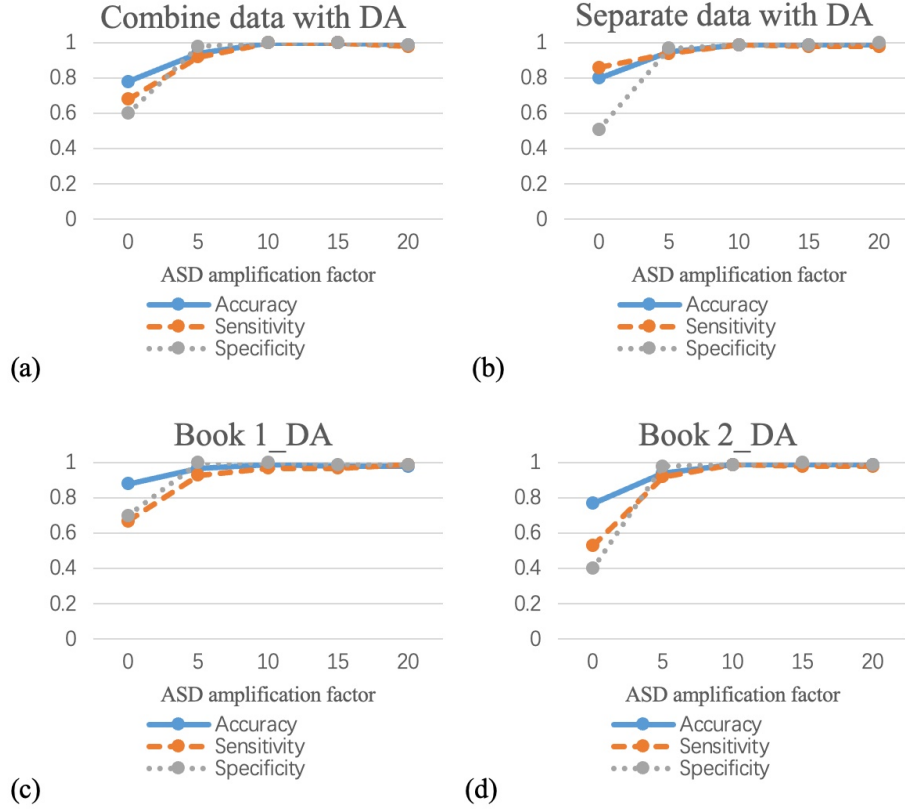 Combine data with DA
1
0.8
0.6
0.4
0.2
0
0 5 10 15 20
ASD amplification factor
Accuracy
Sensitivity
Specificity
(a)
Separate data with DA
1
0.8
0.6
0.4
0.2
0
0 5 10 15 20
ASD amplification factor
Accuracy
Sensitivity
Specificity
(b)
Book 1_DA
1
0.8
0.6
0.4
0.2
0
0 5 10 15 20
ASD amplification factor
Accuracy
Sensitivity
Specificity
(c)
Book 2_DA
1
0.8
0.6
0.4
0.2
0
0 5 10 15 20
ASD amplification factor
Accuracy
Sensitivity
Specificity
(d)